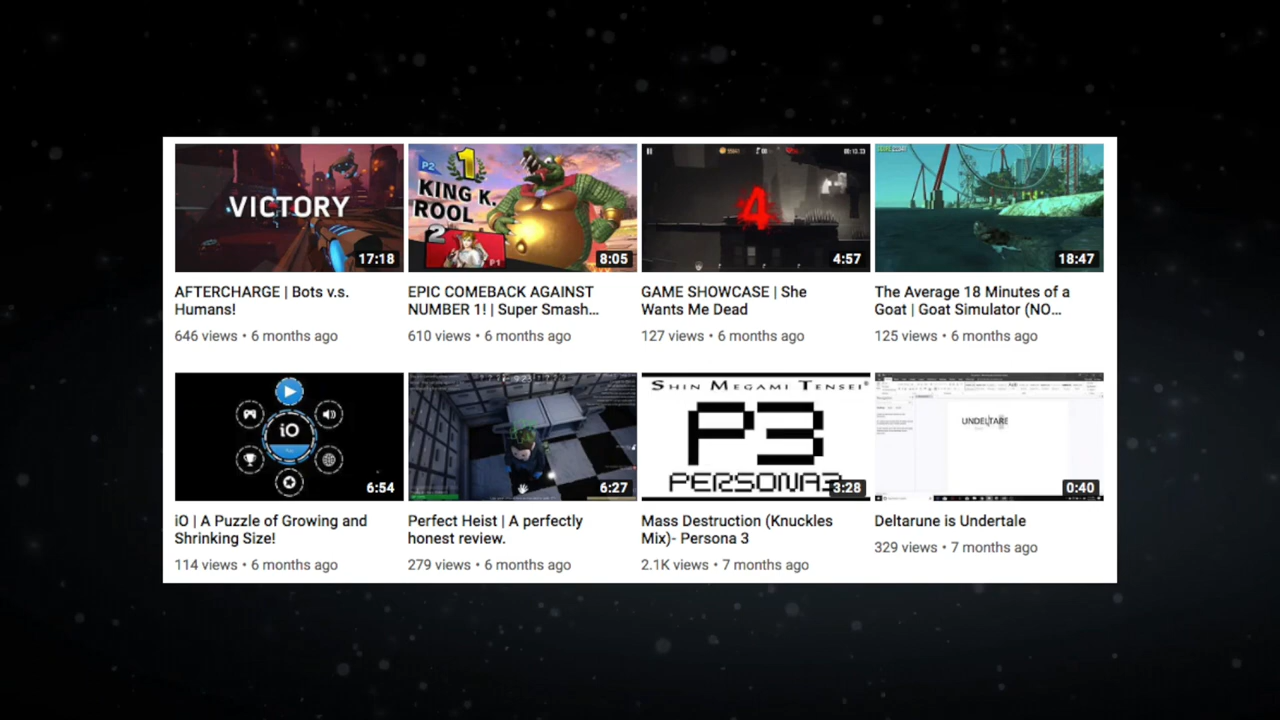 VICTORY
17:18
P2
1
KING K.
ROOL
2
P1
8:05
4
4:57
18:47
AFTERCHARGE | Bots v.s.
Humans!
646 views • 6 months ago
EPIC COMEBACK AGAINST
NUMBER 1! | Super Smash...
610 views • 6 months ago
GAME SHOWCASE | She
Wants Me Dead
127 views • 6 months ago
The Average 18 Minutes of a
Goat | Goat Simulator (NO...
125 views • 6 months ago
iO
6:54
6:27
SHIN MEGAMI TENSEI®
P3
PERSONA3
3:28
UNDELTARE
0:40
iO | A Puzzle of Growing and
Shrinking Size!
114 views • 6 months ago
Perfect Heist | A perfectly
honest review.
279 views • 6 months ago
Mass Destruction (Knuckles
Mix)- Persona 3
2.1K views • 7 months ago
Deltarune is Undertale
329 views • 7 months ago